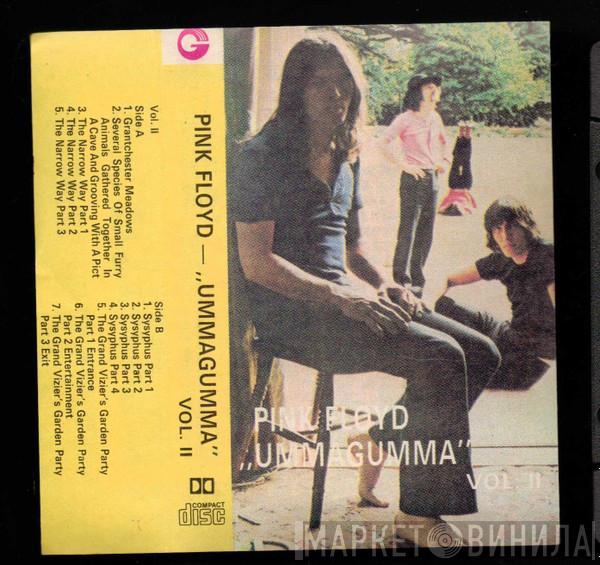 G
PINK FLOYD — „UMMAGUMMA"
VOL. II
COMPACT
DISC
Vol. II
Side A
1. Grantchester Meadows
2. Several Species Of Small Furry
Animals Gathered Together In
A Cave And Grooving With A Pict
3. The Narrow Way Part 1
4. The Narrow Way Part 2
5. The Narrow Way Part 3
Side B
1. Sysyphus Part 1
2. Sysyphus Part 2
3. Sysyphus Part 3
4. Sysyphus Part 4
5. The Grand Vizier's Garden Party
Part 1 Entrance
6. The Grand Vizier's Garden Party
Part 2 Entertainment
7. The Grand Vizier's Garden Party
Part 3 Exit
PINK FLOYD
„UMMAGUMMA"
VOL. II
МАРКЕТ ВИНИЛА